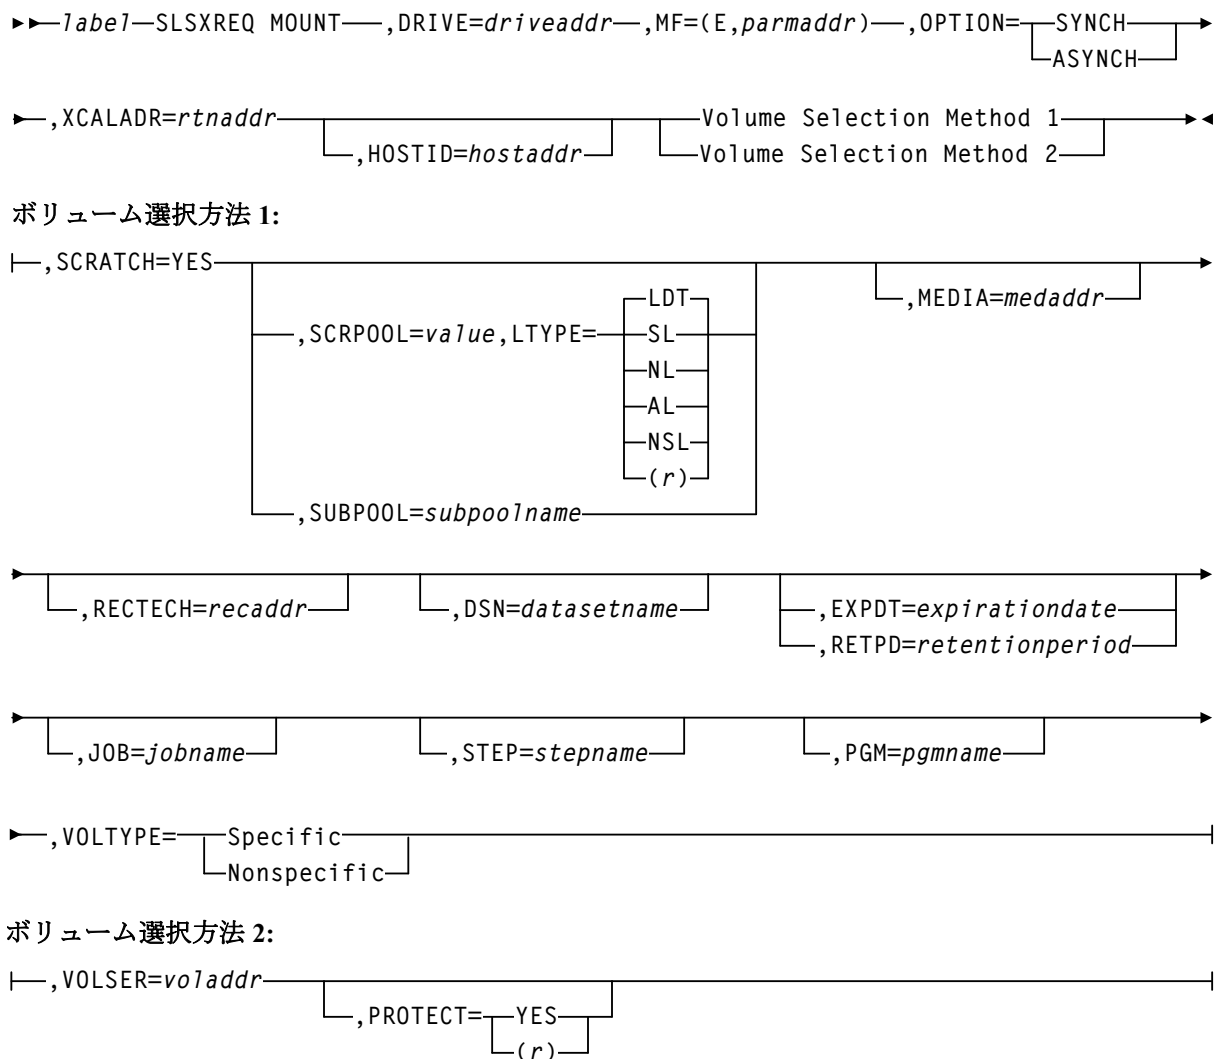 label SLSXREQ MOUNT ,DRIVE=driveaddr ,MF=(E,parmaddr) ,OPTION= SYNCH
ASYNCH
,XCALADR=rtnaddr Volume Selection Method 1
,HOSTID=hostaddr Volume Selection Method 2
ボリューム選択方法 1:
,SCRATCH=YES
LDT ,MEDIA=medaddr
,SCRPOOL=value,LTYPE= SL
NL
AL
NSL
(r)
,SUBPOOL=subpoolname
,RECTECH=recaddr ,DSN=datasetname ,EXPDT=expirationdate
,RETPD=retentionperiod
,JOB=jobname ,STEP=stepname ,PGM=pgmname
,VOLTYPE= Specific
Nonspecific
ボリューム選択方法 2:
,VOLSER=voladdr
,PROTECT= YES
(r)